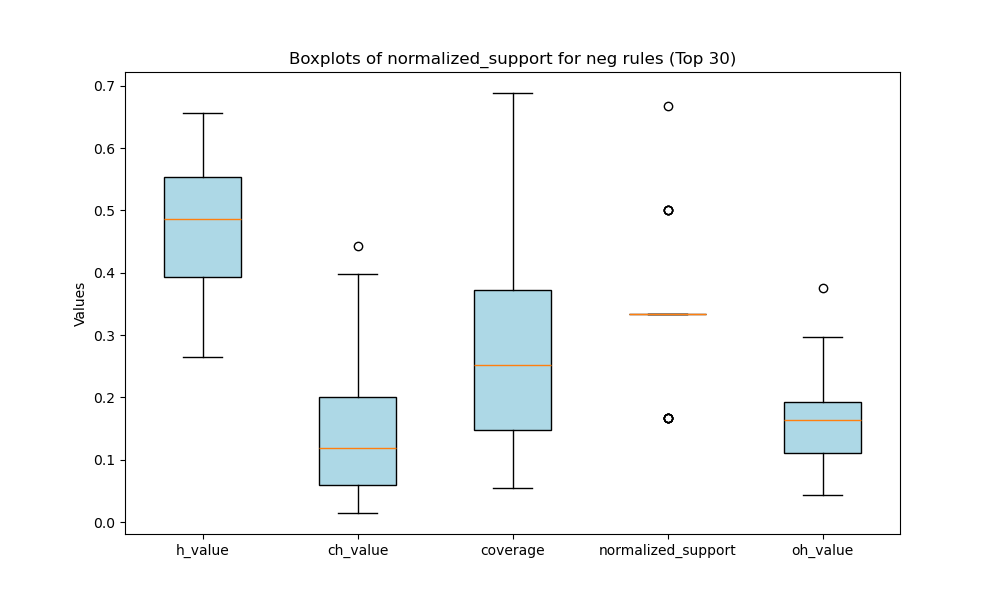 Boxplots of normalized_support for neg rules (Top 30)
Values
0.7
0.6
0.5
0.4
0.3
0.2
0.1
0.0
h_value
ch_value
coverage
normalized_support
oh_value